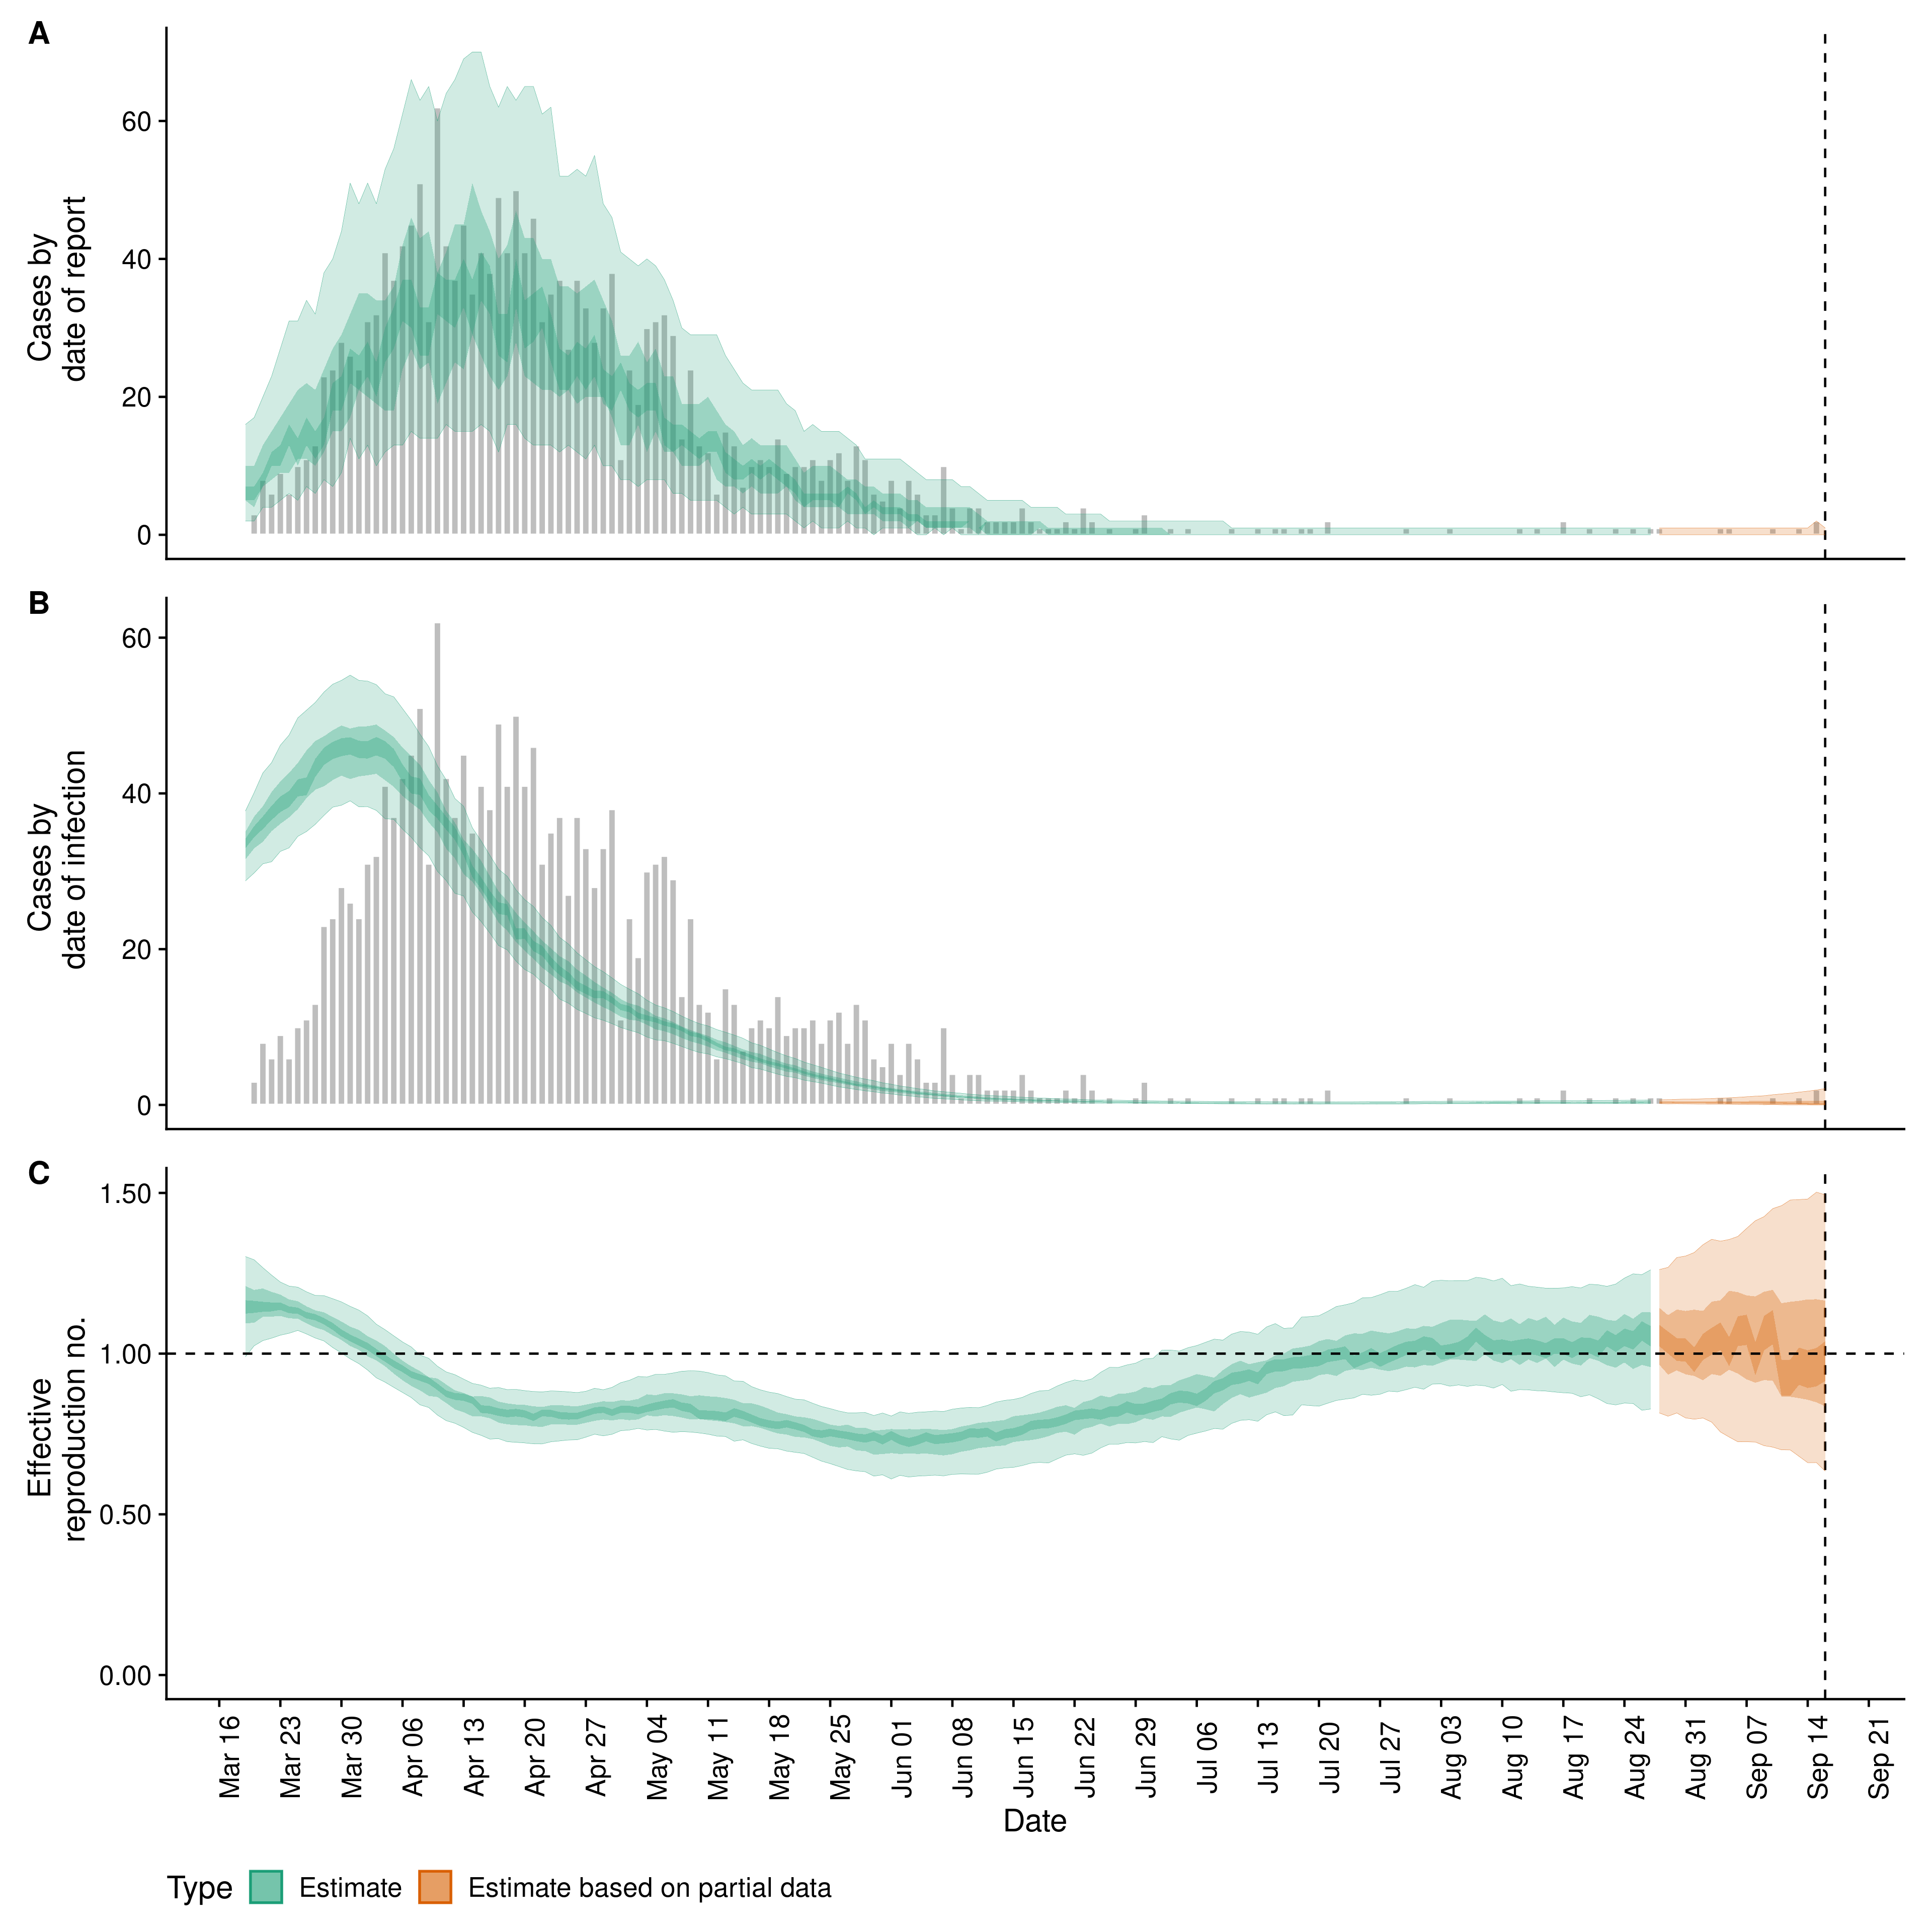 A
Cases by
date of report
60
40
20
0
B
Cases by
date of infection
60
40
20
0
C
Effective
reproduction no.
1.50
1.00
0.50
0.00
Mar 16
Mar 23
Mar 30
Apr 06
Apr 13
Apr 20
Apr 27
May 04
May 11
May 18
May 25
Jun 01
Jun 08
Jun 15
Jun 22
Jun 29
Jul 06
Jul 13
Jul 20
Jul 27
Aug 03
Aug 10
Aug 17
Aug 24
Aug 31
Sep 07
Sep 14
Sep 21
Date
Type Estimate Estimate based on partial data